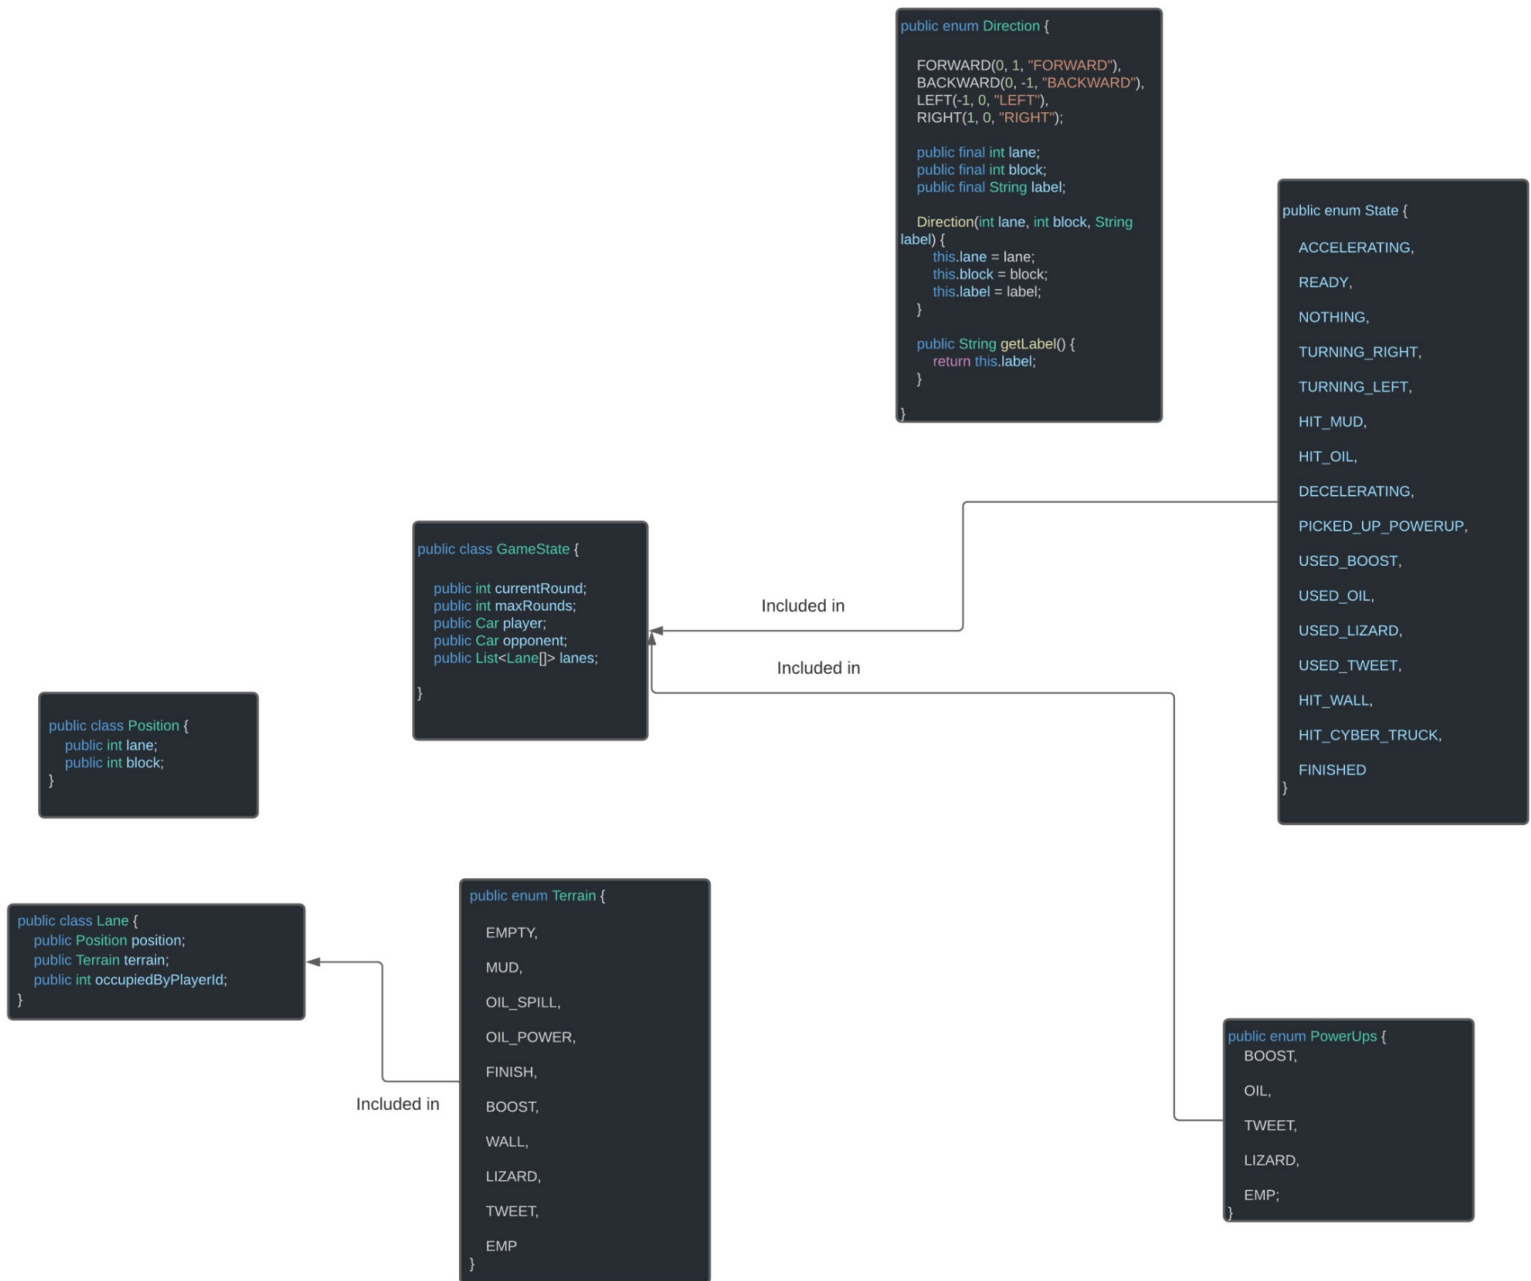 public enum Direction {
FORWARD(0, 1, "FORWARD"),
BACKWARD(0, -1, "BACKWARD"),
LEFT(-1, 0, "LEFT"),
RIGHT(1, 0, "RIGHT");
public final int lane;
public final int block;
public final String label;
Direction(int lane, int block, String
label) {
this.lane = lane;
this.block = block;
this.label = label;
}
public String getLabel() {
return this.label;
}
}
public enum State {
ACCELERATING,
READY,
NOTHING,
TURNING_RIGHT,
TURNING_LEFT,
HIT_MUD,
HIT_OIL,
DECELERATING,
PICKED_UP_POWERUP,
USED_BOOST,
USED_OIL,
USED_LIZARD,
USED_TWEET,
HIT_WALL,
HIT_CYBER_TRUCK,
FINISHED
}
public class GameState {
public int currentRound;
public int maxRounds;
public Car player;
public Car opponent;
public List<Lane[]> lanes;
}
Included in
Included in
public class Position {
public int lane;
public int block;
}
public class Lane {
public Position position;
public Terrain terrain;
public int occupiedByPlayerId;
}
Included in
public enum Terrain {
EMPTY,
MUD,
OIL_SPILL,
OIL_POWER,
FINISH,
BOOST,
WALL,
LIZARD,
TWEET,
EMP
}
public enum PowerUps {
BOOST,
OIL,
TWEET,
LIZARD,
EMP;
}